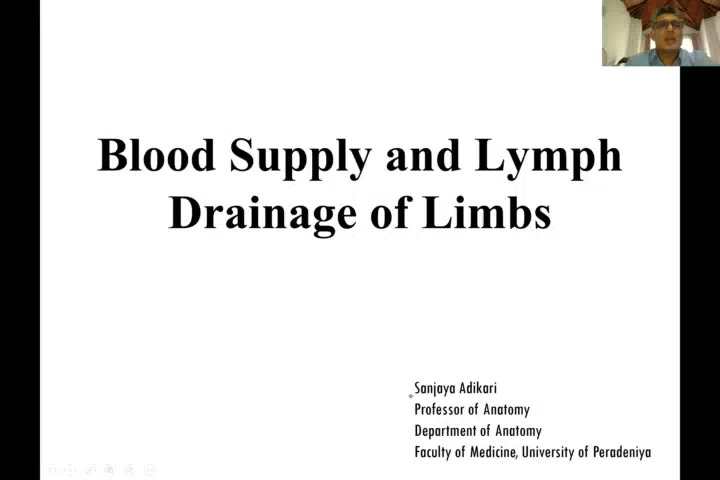 Blood Supply and Lymph
Drainage of Limbs
Sanjaya Adikari
Professor of Anatomy
Department of Anatomy
Faculty of Medicine, University of Peradeniya